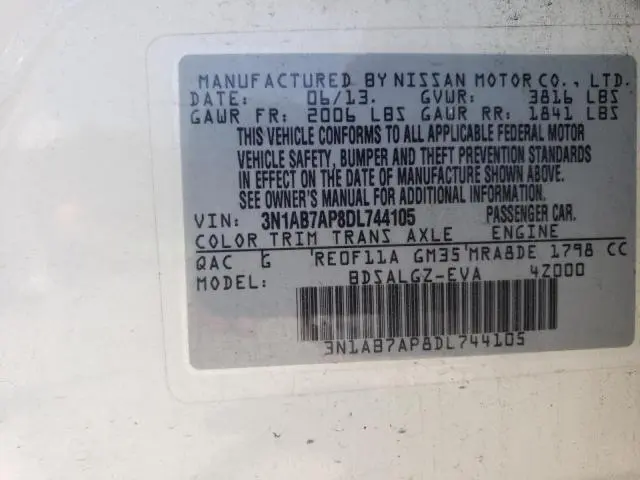 MANUFACTURED BY NISSAN MOTOR CO., LTD.
DATE: 06/13. GVWR: 3816 LBS
GAWR FR: 2006 LBS GAWR RR: 1841 LBS
THIS VEHICLE CONFORMS TO ALL APPLICABLE FEDERAL MOTOR
VEHICLE SAFETY, BUMPER AND THEFT PREVENTION STANDARDS
IN EFFECT ON THE DATE OF MANUFACTURE SHOWN ABOVE.
SEE OWNER'S MANUAL FOR ADDITIONAL INFORMATION.
VIN: 3N1AB7AP8DL744105 PASSENGER CAR.
COLOR TRIM TRANS AXLE ENGINE
QAC G RE0F11A GM35 MRA8DE 1798 CC
MODEL: BDSALGZ-EVA 4Z000
3N1AB7AP8DL744105